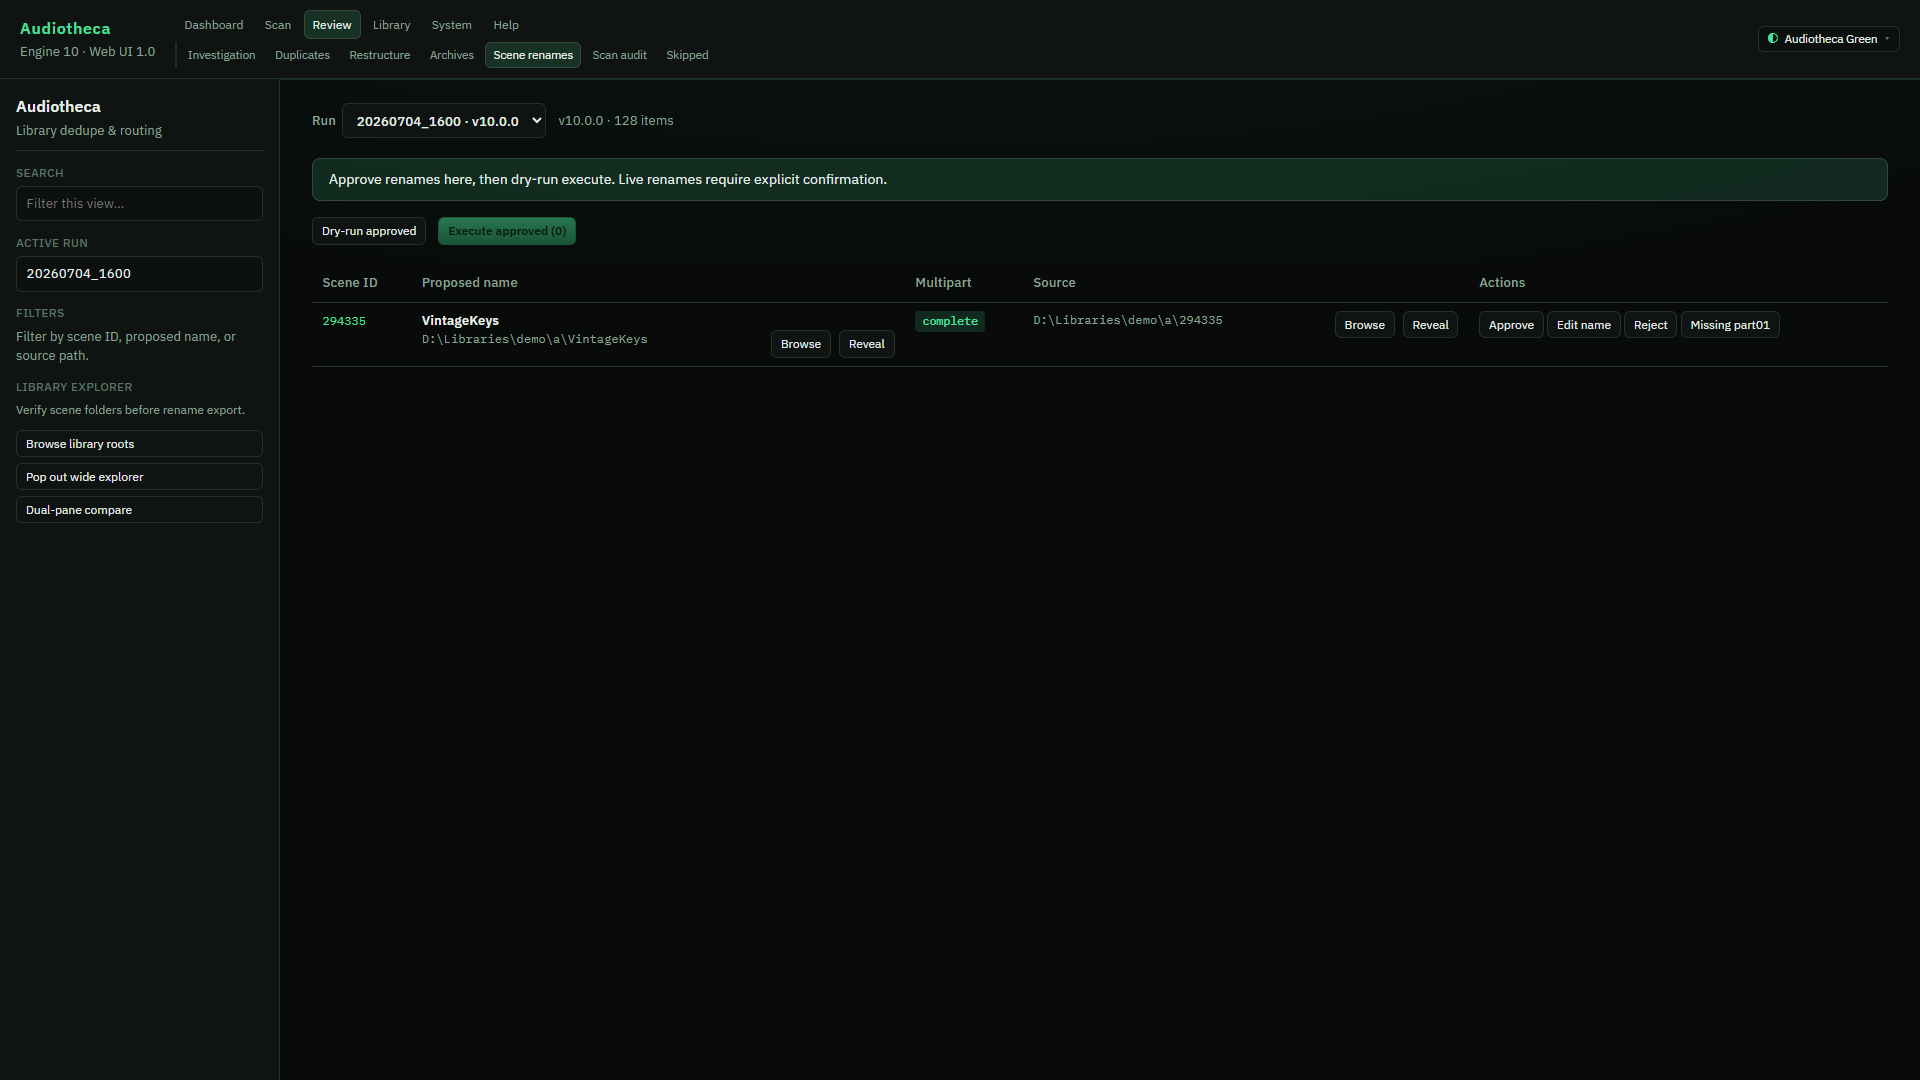 Audiotheca
Engine 10 · Web UI 1.0
Dashboard Scan Review Library System Help
Investigation Duplicates Restructure Archives Scene renames Scan audit Skipped
Audiotheca Green
Audiotheca
Library dedupe & routing
SEARCH
Filter this view...
ACTIVE RUN
20260704_1600
FILTERS
Filter by scene ID, proposed name, or
source path.
LIBRARY EXPLORER
Verify scene folders before rename export.
Browse library roots
Pop out wide explorer
Dual-pane compare
Run 20260704_1600 · v10.0.0 v10.0.0 · 128 items
Approve renames here, then dry-run execute. Live renames require explicit confirmation.
Dry-run approved Execute approved (0)
Scene ID Proposed name Multipart Source Actions
294335 VintageKeys complete D:\Libraries\demo\a\294335 Browse Reveal Approve Edit name Reject Missing part01
D:\Libraries\demo\a\VintageKeys Browse Reveal